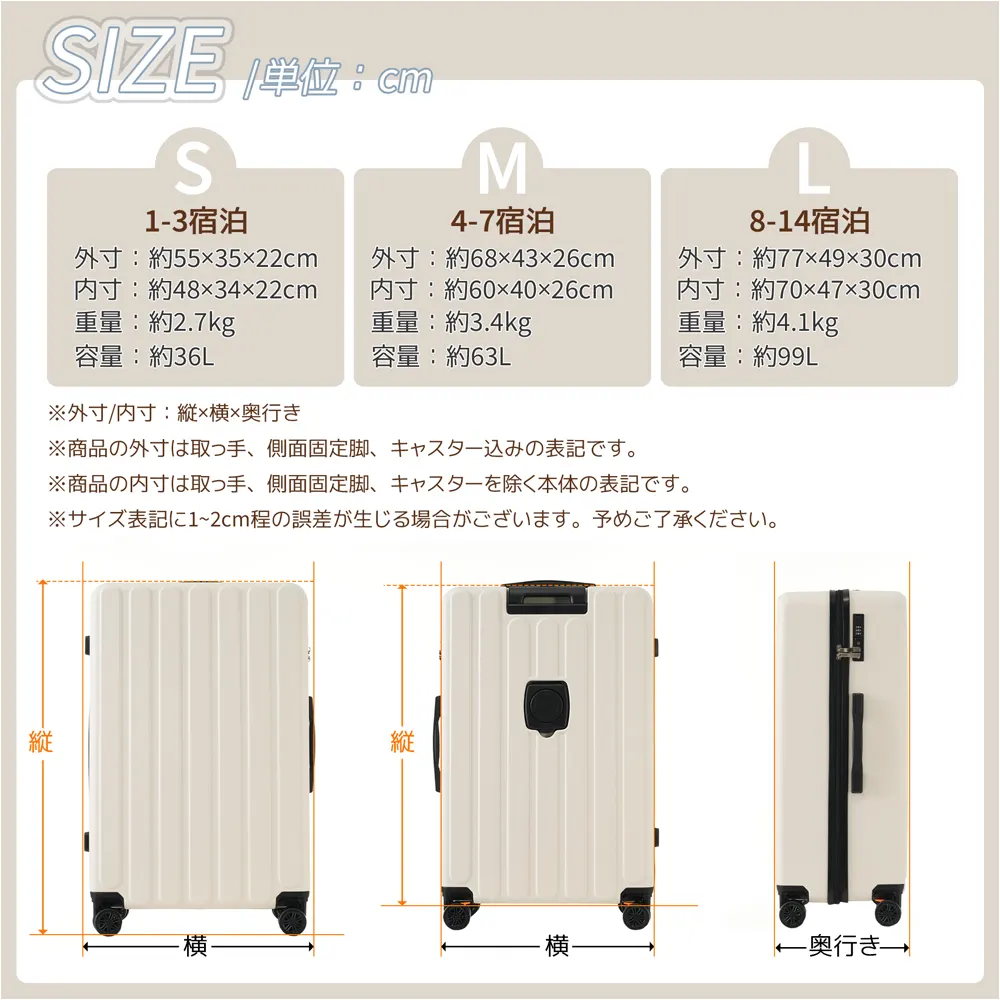 SIZE /単位：cm
S
1-3宿泊
外寸：約55×35×22cm
内寸：約48×34×22cm
重量：約2.7kg
容量：約36L
M
4-7宿泊
外寸：約68×43×26cm
内寸：約60×40×26cm
重量：約3.4kg
容量：約63L
L
8-14宿泊
外寸：約77×49×30cm
内寸：約70×47×30cm
重量：約4.1kg
容量：約99L
※外寸/内寸：縦×横×奥行き
※商品の外寸は取っ手、側面固定脚、キャスター込みの表記です。
※商品の内寸は取っ手、側面固定脚、キャスターを除く本体の表記です。
※サイズ表記に1~2cm程の誤差が生じる場合がございます。予めご了承ください。
縦
横
縦
横
奥行き